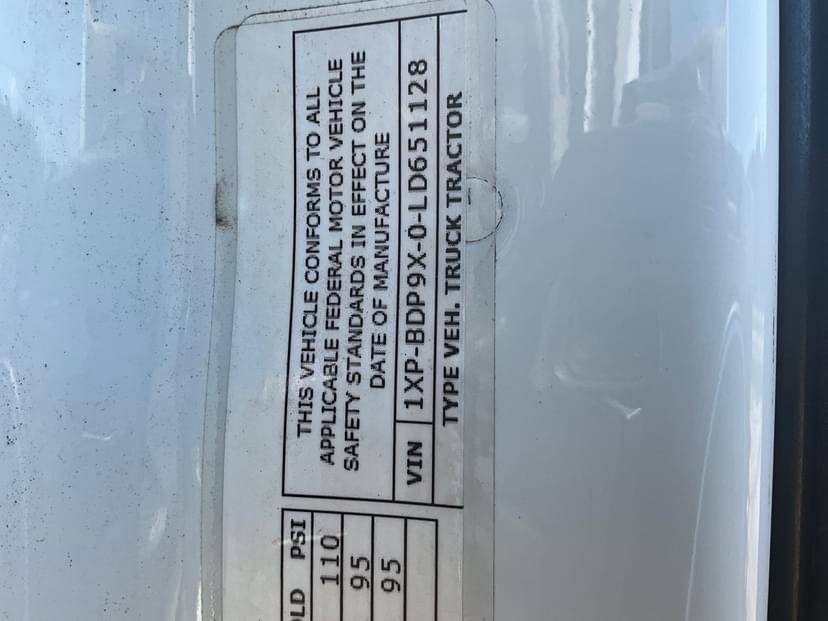 THIS VEHICLE CONFORMS TO ALL
APPLICABLE FEDERAL MOTOR VEHICLE
SAFETY STANDARDS IN EFFECT ON THE
DATE OF MANUFACTURE
VIN 1XP-BDP9X-0-LD651128
TYPE VEH. TRUCK TRACTOR
PSI
110
95
95